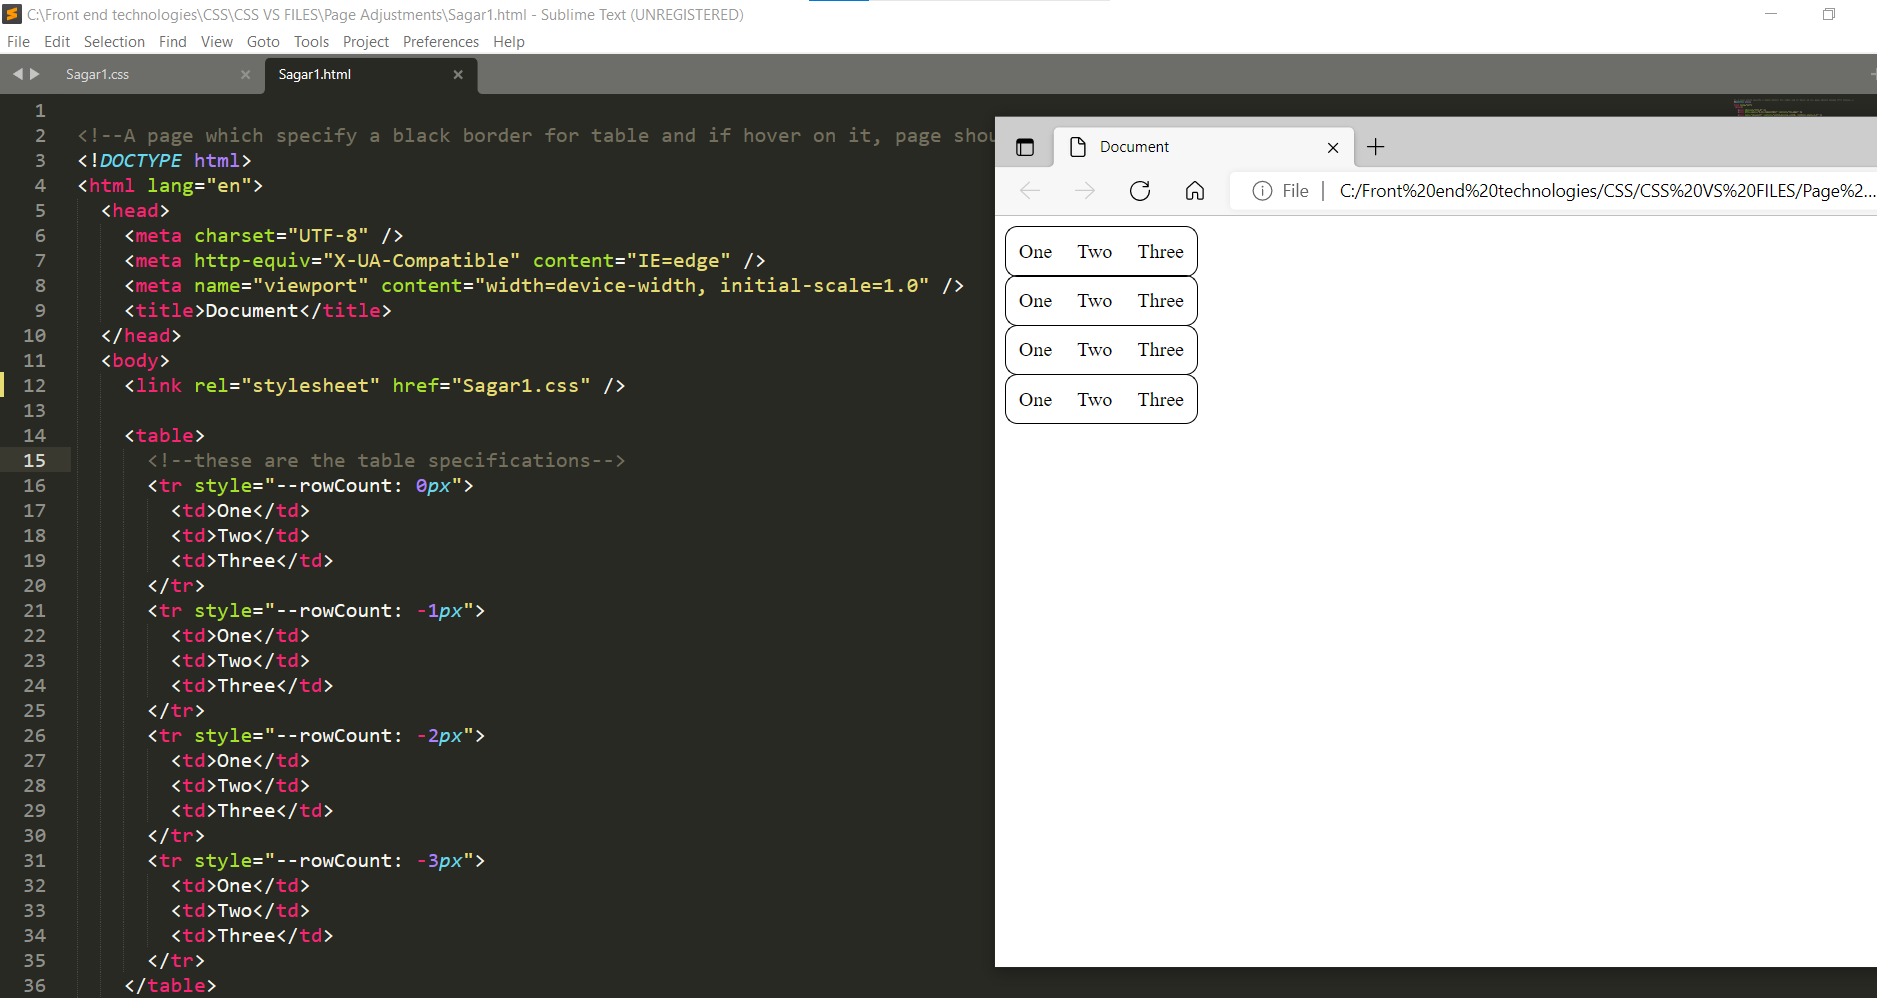 C:\Front end technologies\CSS\CSS VS FILES\Page Adjustments\Sagar1.html - Sublime Text (UNREGISTERED)
File Edit Selection Find View Goto Tools Project Preferences Help
Sagar1.css × Sagar1.html ×
1
2 <!--A page which specify a black border for table and if hover on it, page shou
3 <!DOCTYPE html>
4 <html lang="en">
5 <head>
6 <meta charset="UTF-8" />
7 <meta http-equiv="X-UA-Compatible" content="IE=edge" />
8 <meta name="viewport" content="width=device-width, initial-scale=1.0" />
9 <title>Document</title>
10 </head>
11 <body>
12 <link rel="stylesheet" href="Sagar1.css" />
13
14 <table>
15 <!--these are the table specifications-->
16 <tr style="--rowCount: 0px">
17 <td>One</td>
18 <td>Two</td>
19 <td>Three</td>
20 </tr>
21 <tr style="--rowCount: -1px">
22 <td>One</td>
23 <td>Two</td>
24 <td>Three</td>
25 </tr>
26 <tr style="--rowCount: -2px">
27 <td>One</td>
28 <td>Two</td>
29 <td>Three</td>
30 </tr>
31 <tr style="--rowCount: -3px">
32 <td>One</td>
33 <td>Two</td>
34 <td>Three</td>
35 </tr>
36 </table>
Document
File | C:/Front%20end%20technologies/CSS/CSS%20VS%20FILES/Page%2...
One Two Three
One Two Three
One Two Three
One Two Three